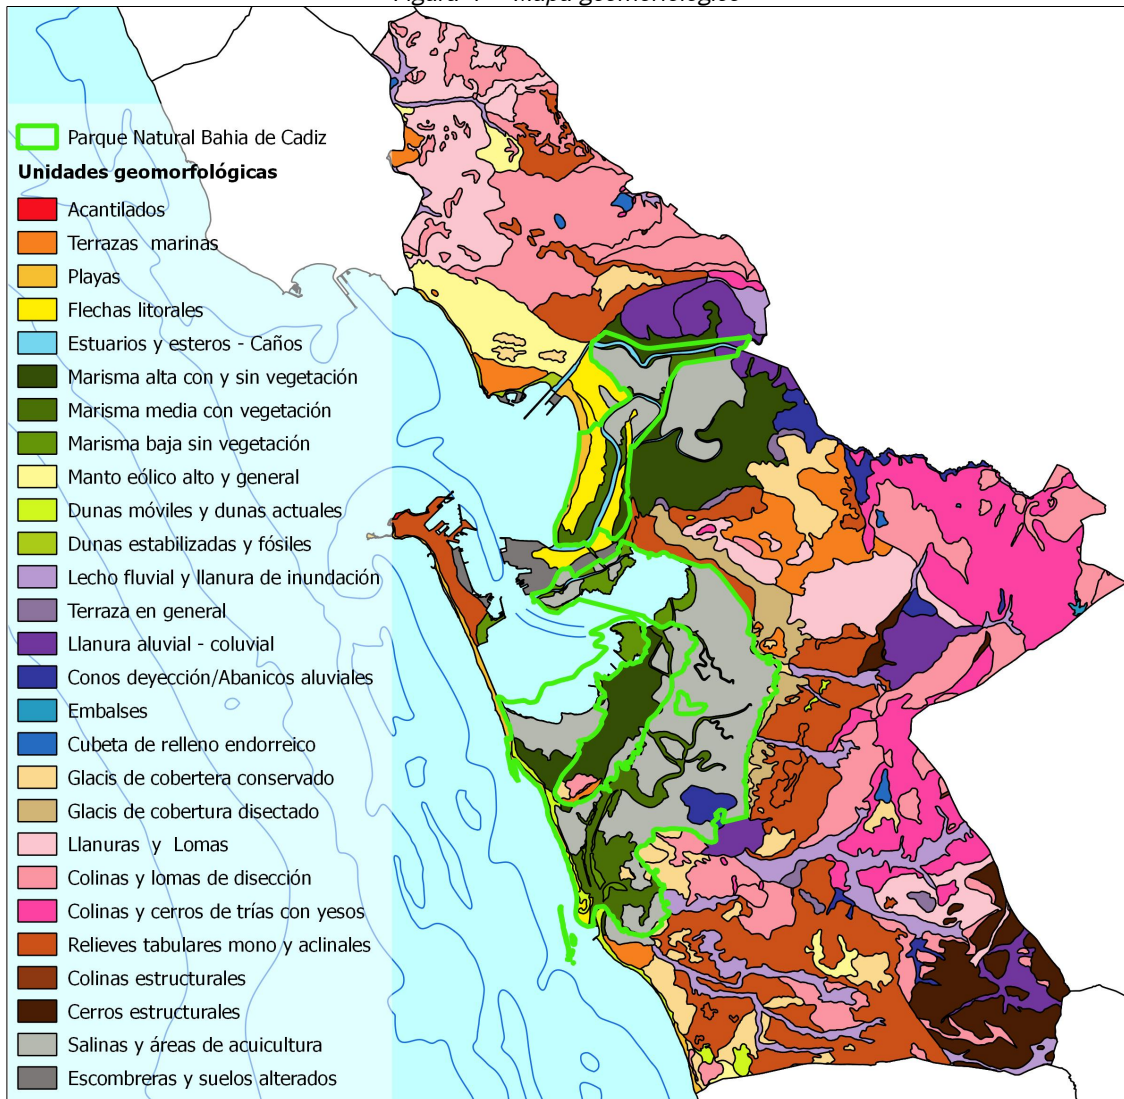 Figura 4 - Mapa geomorfológico
Parque Natural Bahia de Cadiz
Unidades geomorfológicas
Acantilados
Terrazas marinas
Playas
Flechas litorales
Estuarios y esteros - Caños
Marisma alta con y sin vegetación
Marisma media con vegetación
Marisma baja sin vegetación
Manto eólico alto y general
Dunas móviles y dunas actuales
Dunas estabilizadas y fósiles
Lecho fluvial y llanura de inundación
Terraza en general
Llanura aluvial - coluvial
Conos deyección/Abanicos aluviales
Embalses
Cubeta de relleno endorreico
Glacis de cobertera conservado
Glacis de cobertura disectado
Llanuras y Lomas
Colinas y lomas de disección
Colinas y cerros de trías con yesos
Relieves tabulares mono y aclinales
Colinas estructurales
Cerros estructurales
Salinas y áreas de acuicultura
Escombreras y suelos alterados